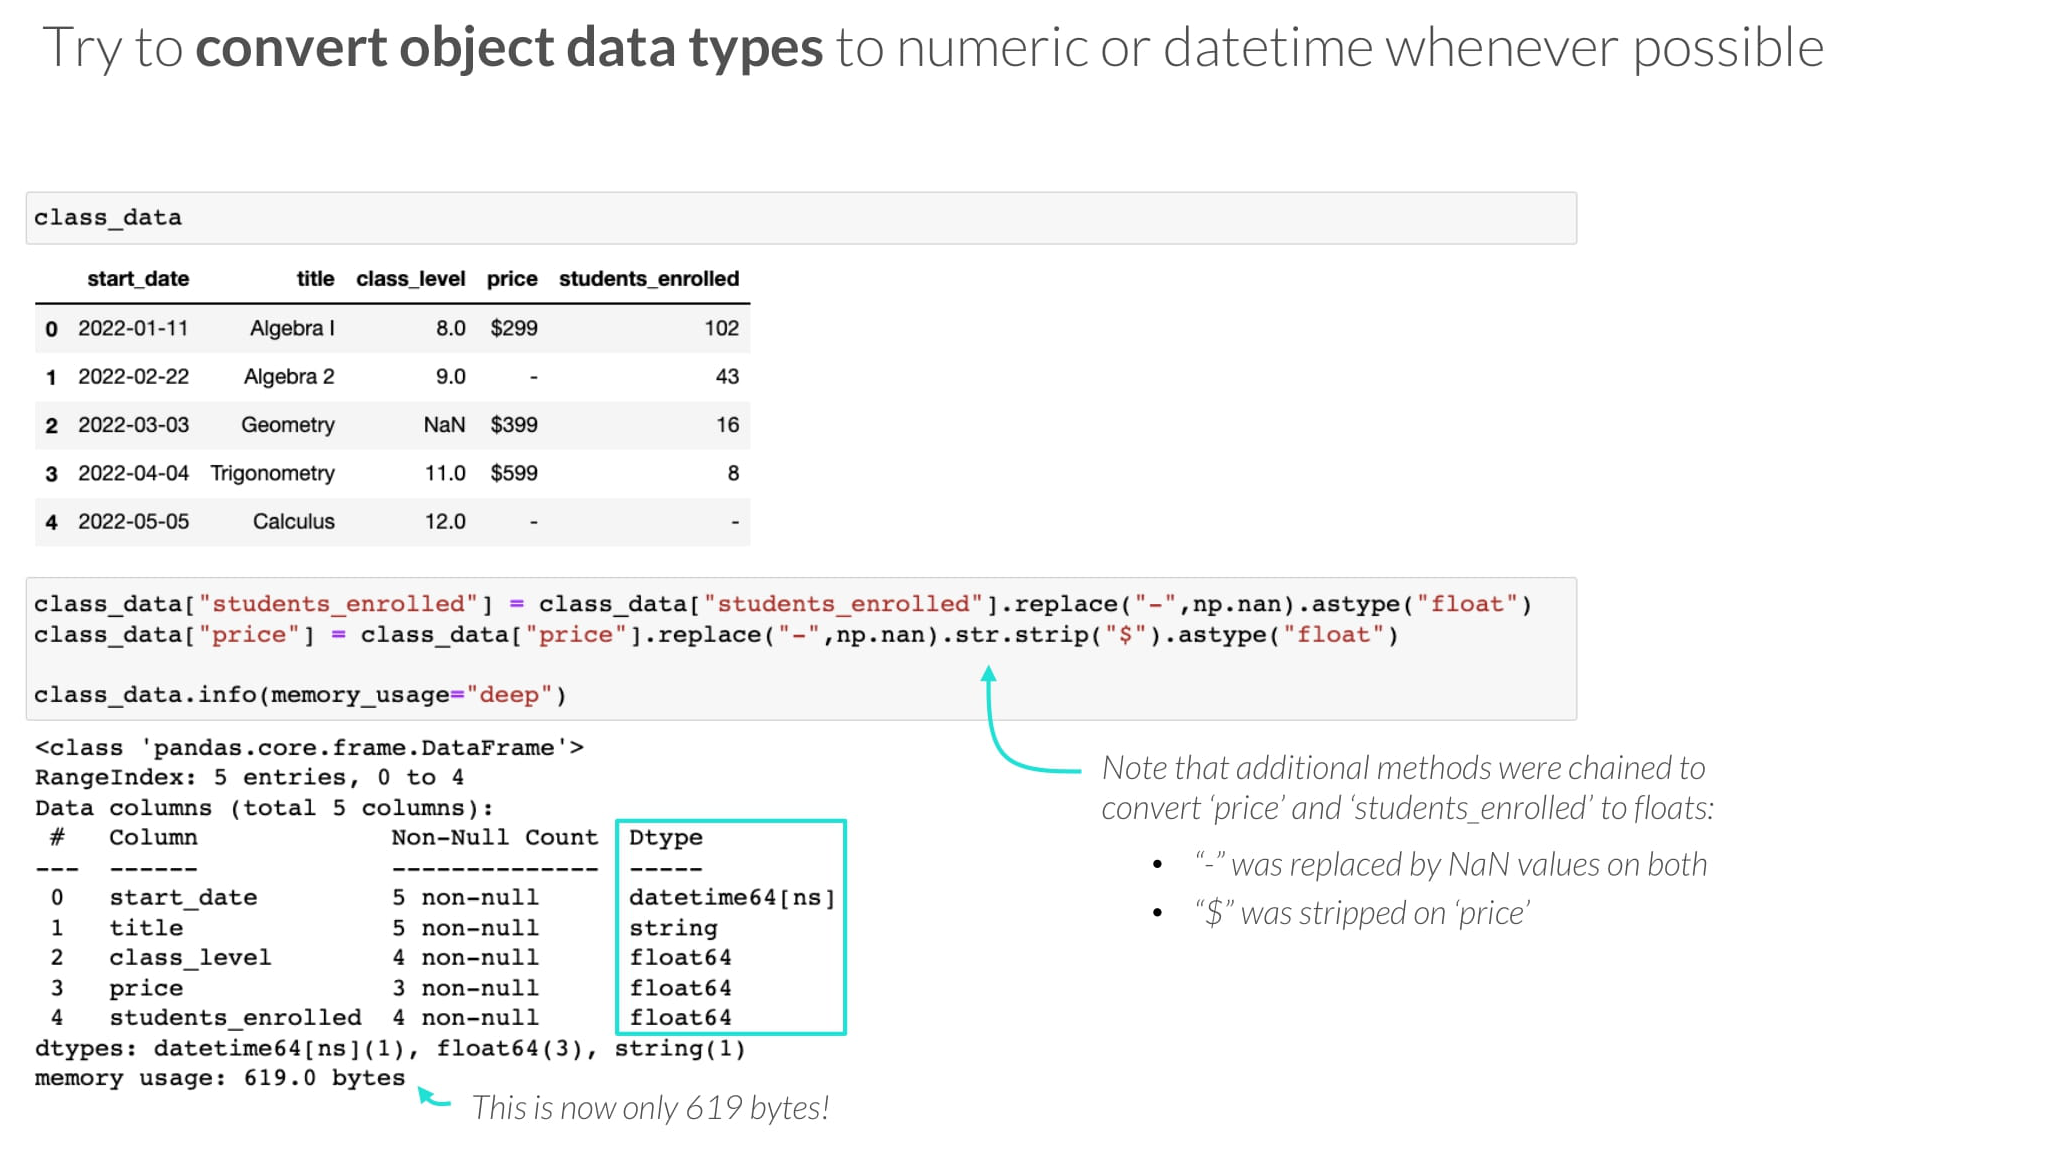 Try to convert object data types to numeric or datetime whenever possible
class_data
start_date title class_level price students_enrolled
0 2022-01-11 Algebra I 8.0 $299 102
1 2022-02-22 Algebra 2 9.0 - 43
2 2022-03-03 Geometry NaN $399 16
3 2022-04-04 Trigonometry 11.0 $599 8
4 2022-05-05 Calculus 12.0 - -
class_data["students_enrolled"] = class_data["students_enrolled"].replace("-",np.nan).astype("float")
class_data["price"] = class_data["price"].replace("-",np.nan).str.strip("$").astype("float")
class_data.info(memory_usage="deep")
<class 'pandas.core.frame.DataFrame'>
RangeIndex: 5 entries, 0 to 4
Data columns (total 5 columns):
# Column Non-Null Count Dtype
--- ------ -------------- -----
0 start_date 5 non-null datetime64[ns]
1 title 5 non-null string
2 class_level 4 non-null float64
3 price 3 non-null float64
4 students_enrolled 4 non-null float64
dtypes: datetime64[ns](1), float64(3), string(1)
memory usage: 619.0 bytes
This is now only 619 bytes!
Note that additional methods were chained to
convert ‘price’ and ‘students_enrolled’ to floats:
• “-” was replaced by NaN values on both
• “$” was stripped on ‘price’